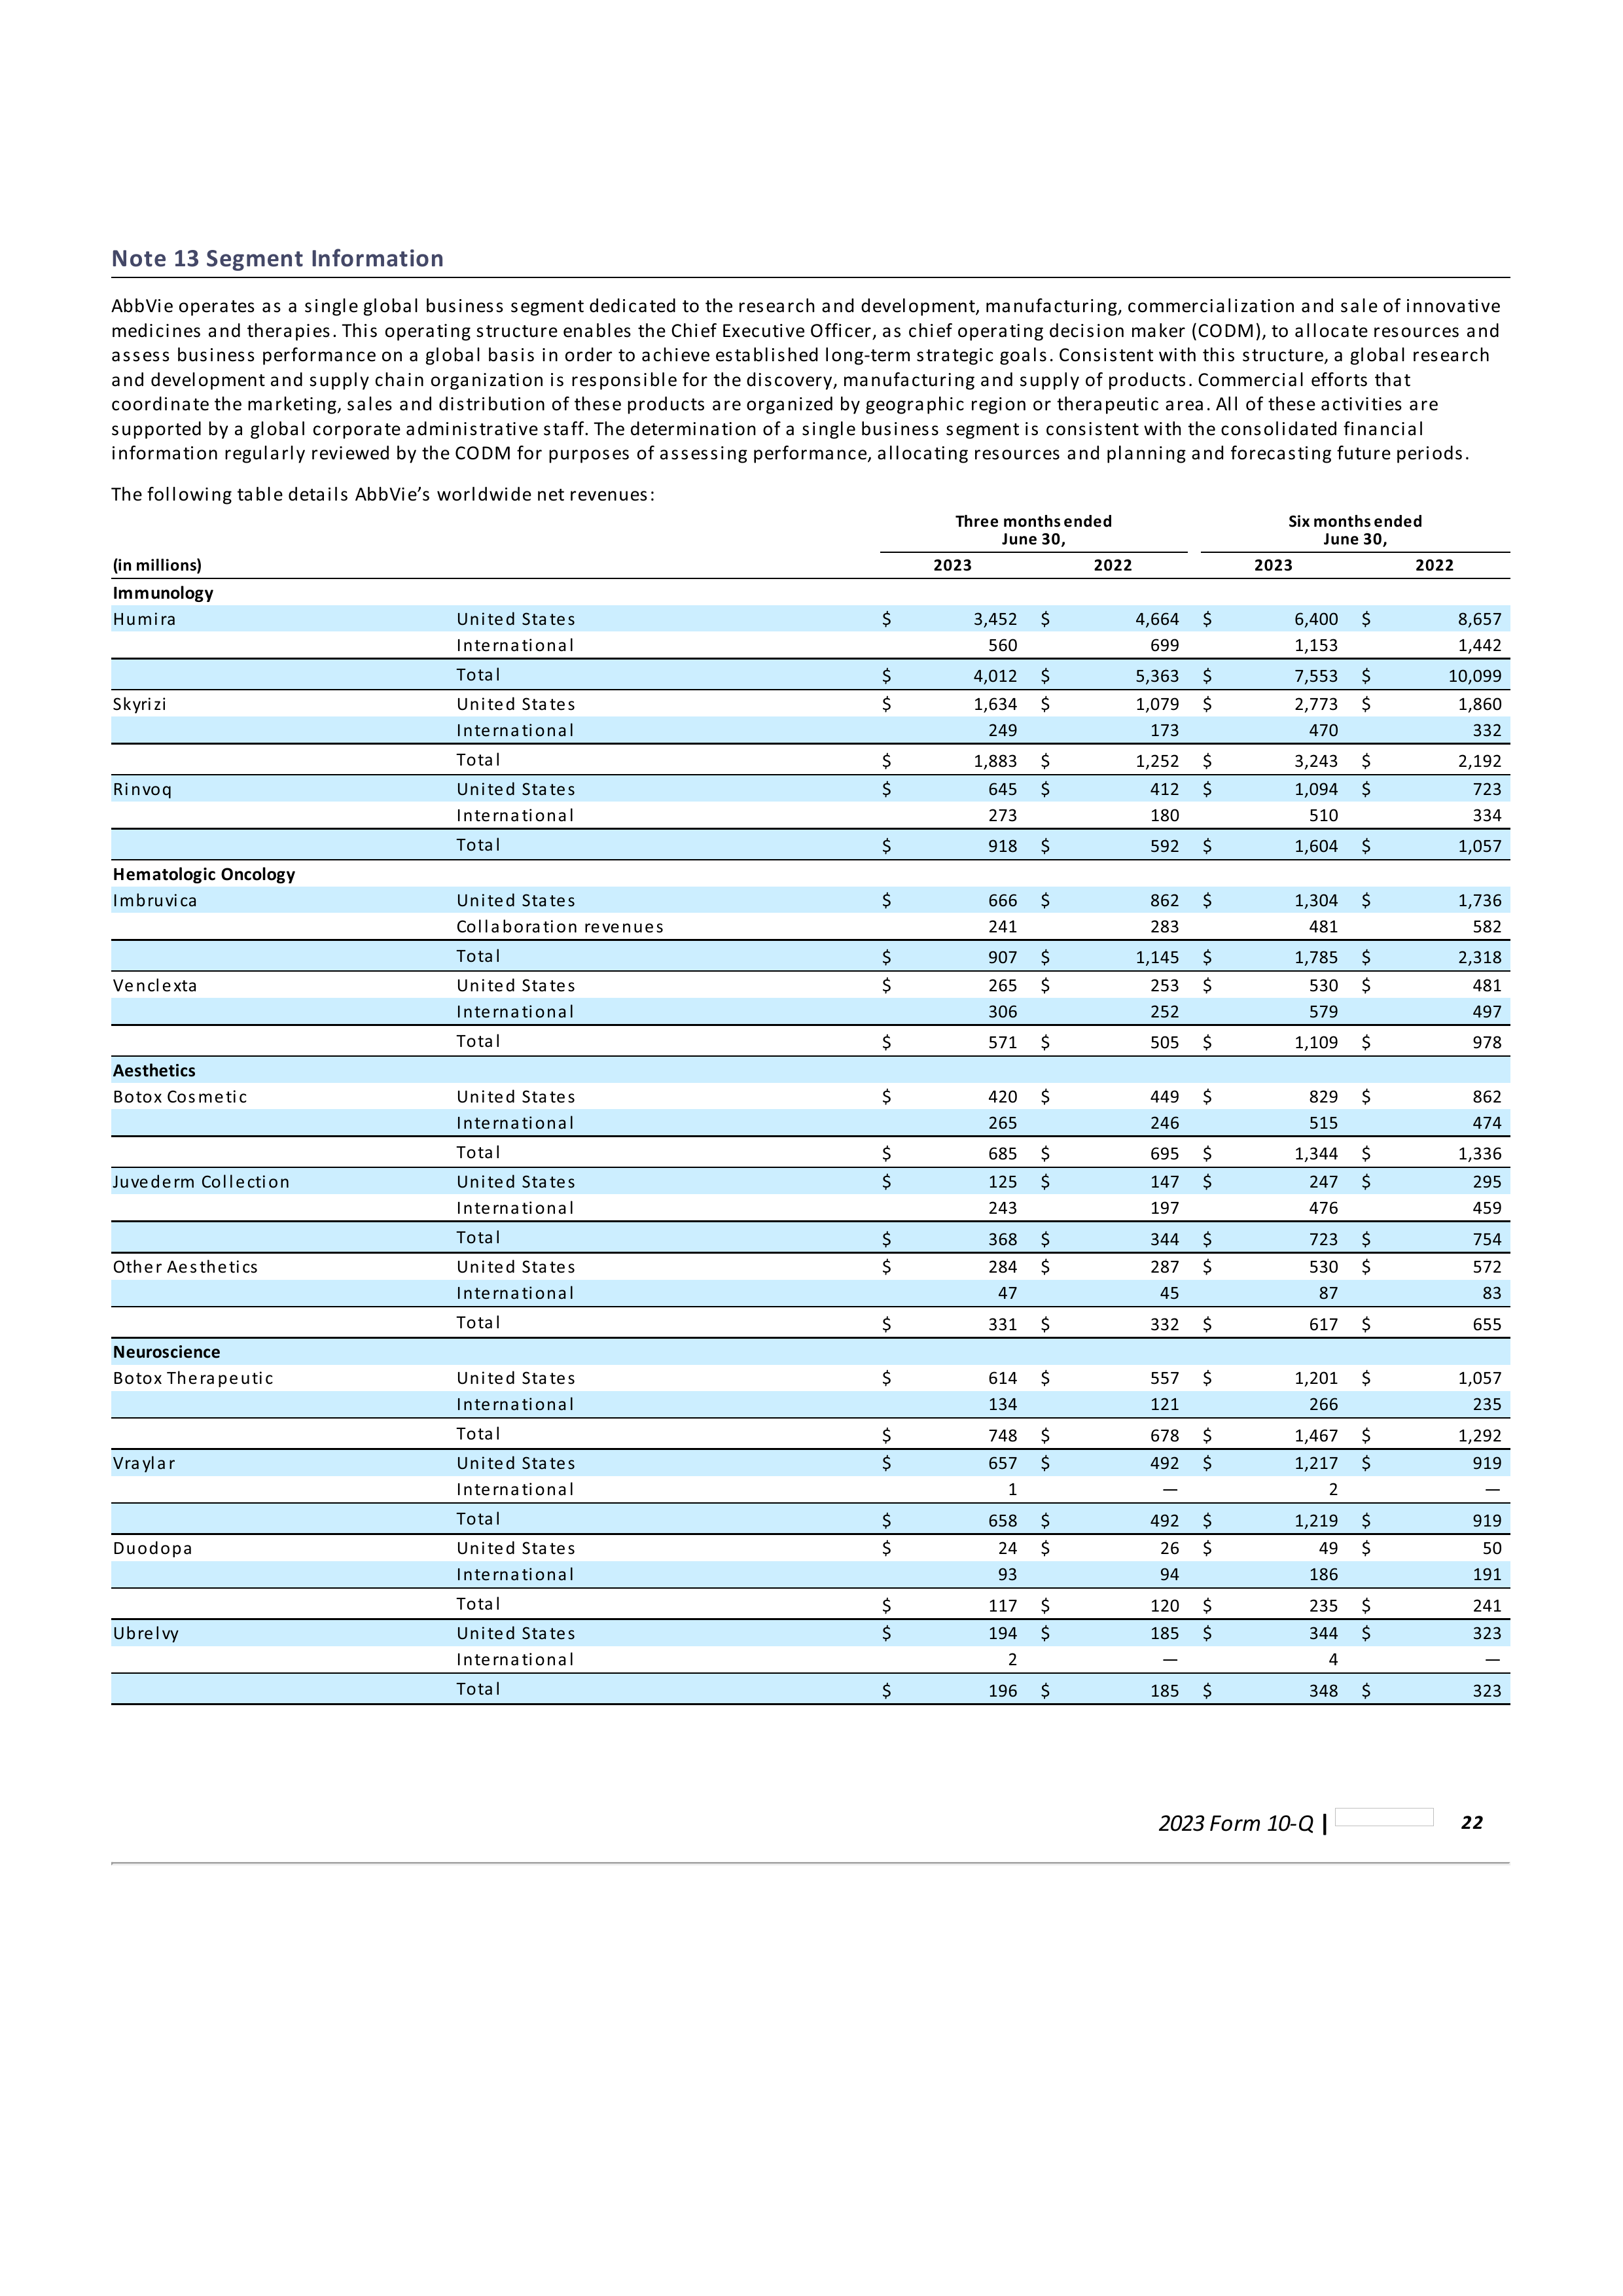 Note 13 Segment Information
AbbVie operates as a single global business segment dedicated to the research and development, manufacturing, commercialization and sale of innovative
medicines and therapies. This operating structure enables the Chief Executive Officer, as chief operating decision maker (CODM), to allocate resources and
assess business performance on a global basis in order to achieve established long-term strategic goals. Consistent with this structure, a global research
and development and supply chain organization is responsible for the discovery, manufacturing and supply of products. Commercial efforts that
coordinate the marketing, sales and distribution of these products are organized by geographic region or therapeutic area. All of these activities are
supported by a global corporate administrative staff. The determination of a single business segment is consistent with the consolidated financial
information regularly reviewed by the CODM for purposes of assessing performance, allocating resources and planning and forecasting future periods.
The following table details AbbVie’s worldwide net revenues:
Three months ended Six months ended
June 30, June 30,
(in millions) 2023 2022 2023 2022
Immunology
Humira United States $ 3,452 $ 4,664 $ 6,400 $ 8,657
International 560 699 1,153 1,442
Total $ 4,012 $ 5,363 $ 7,553 $ 10,099
Skyrizi United States $ 1,634 $ 1,079 $ 2,773 $ 1,860
International 249 173 470 332
Total $ 1,883 $ 1,252 $ 3,243 $ 2,192
Rinvoq United States $ 645 $ 412 $ 1,094 $ 723
International 273 180 510 334
Total $ 918 $ 592 $ 1,604 $ 1,057
Hematologic Oncology
Imbruvica United States $ 666 $ 862 $ 1,304 $ 1,736
Collaboration revenues 241 283 481 582
Total $ 907 $ 1,145 $ 1,785 $ 2,318
Venclexta United States $ 265 $ 253 $ 530 $ 481
International 306 252 579 497
Total $ 571 $ 505 $ 1,109 $ 978
Aesthetics
Botox Cosmetic United States $ 420 $ 449 $ 829 $ 862
International 265 246 515 474
Total $ 685 $ 695 $ 1,344 $ 1,336
Juvederm Collection United States $ 125 $ 147 $ 247 $ 295
International 243 197 476 459
Total $ 368 $ 344 $ 723 $ 754
Other Aesthetics United States $ 284 $ 287 $ 530 $ 572
International 47 45 87 83
Total $ 331 $ 332 $ 617 $ 655
Neuroscience
Botox Therapeutic United States $ 614 $ 557 $ 1,201 $ 1,057
International 134 121 266 235
Total $ 748 $ 678 $ 1,467 $ 1,292
Vraylar United States $ 657 $ 492 $ 1,217 $ 919
International 1 — 2 —
Total $ 658 $ 492 $ 1,219 $ 919
Duodopa United States $ 24 $ 26 $ 49 $ 50
International 93 94 186 191
Total $ 117 $ 120 $ 235 $ 241
Ubrelvy United States $ 194 $ 185 $ 344 $ 323
International 2 — 4 —
Total $ 196 $ 185 $ 348 $ 323
2023 Form 10-Q | 22